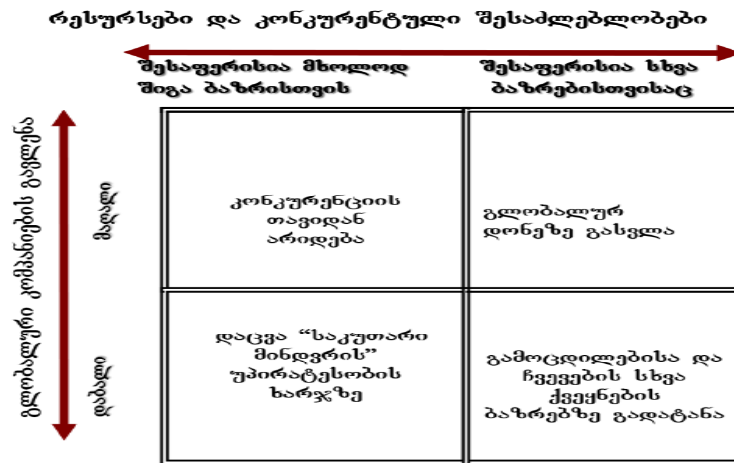 რესურსები და კონკურენტული შესაძლებლობები
შესაფერისია მხოლოდ
შიგა ბაზრისთვის
შესაფერისია სხვა
ბაზრებისთვისაც
გლობალური კომპანიების გავლენა
მაღალი
კონკურენციის
თავიდან
არიდება
გლობალურ
დონეზე გასვლა
დაბალი
დაცვა “საკუთარი
მინდვრის”
უპირატესობის
ხარჯზე
გამოცდილებისა და
ჩვევების სხვა
ქვეყნების
ბაზრებზე გადატანა